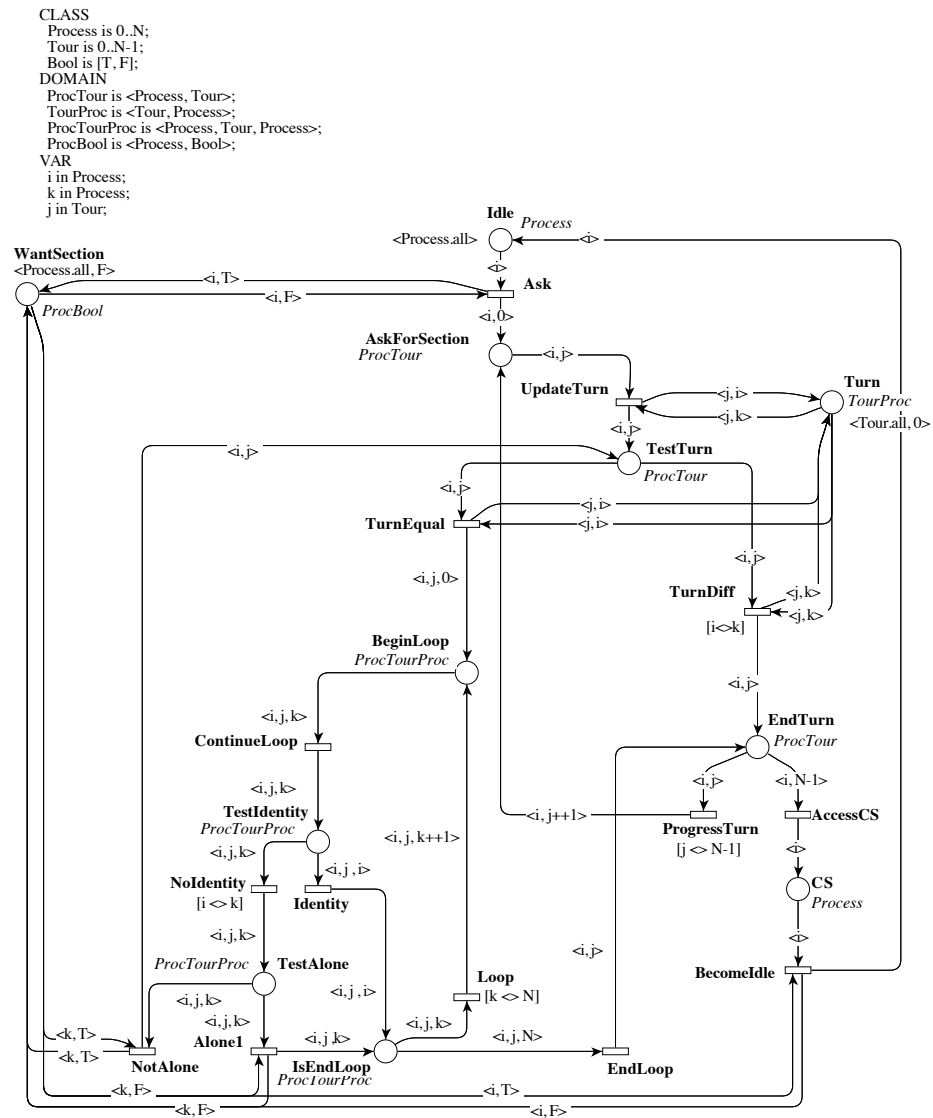 CLASS
Process is 0..N;
Tour is 0..N-1;
Bool is [T, F];
DOMAIN
ProcTour is <Process, Tour>;
TourProc is <Tour, Process>;
ProcTourProc is <Process, Tour, Process>;
ProcBool is <Process, Bool>;
VAR
i in Process;
k in Process;
j in Tour;
Idle
Process
<Process.all>
<i>
WantSection
<Process.all, F>
ProcBool
<i>
<i, T>
<i, F>
Ask
<i, 0>
AskForSection
ProcTour
<i, j>
UpdateTurn
<j, i>
<j, k>
Turn
TourProc
<Tour.all, 0>
<i, j>
<i, j>
TestTurn
ProcTour
<i, j>
TurnEqual
<j, i>
<j, i>
<i, j>
<i, j, 0>
TurnDiff
<j, k>
<j, k>
[i<>k]
BeginLoop
ProcTourProc
<i, j>
<i, j, k>
EndTurn
ProcTour
ContinueLoop
<i, j>
<i, N-1>
<i, j, k>
TestIdentity
ProcTourProc
<i, j++1>
AccessCS
ProgressTurn
[j <> N-1]
<i, j, k++1>
<i>
<i, j, k>
<i, j , i>
NoIdentity
[i <> k]
Identity
CS
Process
<i, j, k>
<i, j>
<i>
ProcTourProc
TestAlone
BecomeIdle
Loop
[k <> N]
<i, j , i>
<i, j, k>
<i, j, k>
<i, j, k>
<k, T>
<k, T>
NotAlone
Alone1
<i, j, k>
<i, j, N>
IsEndLoop
ProcTourProc
EndLoop
<k, F>
<i, T>
<k, F>
<i, F>